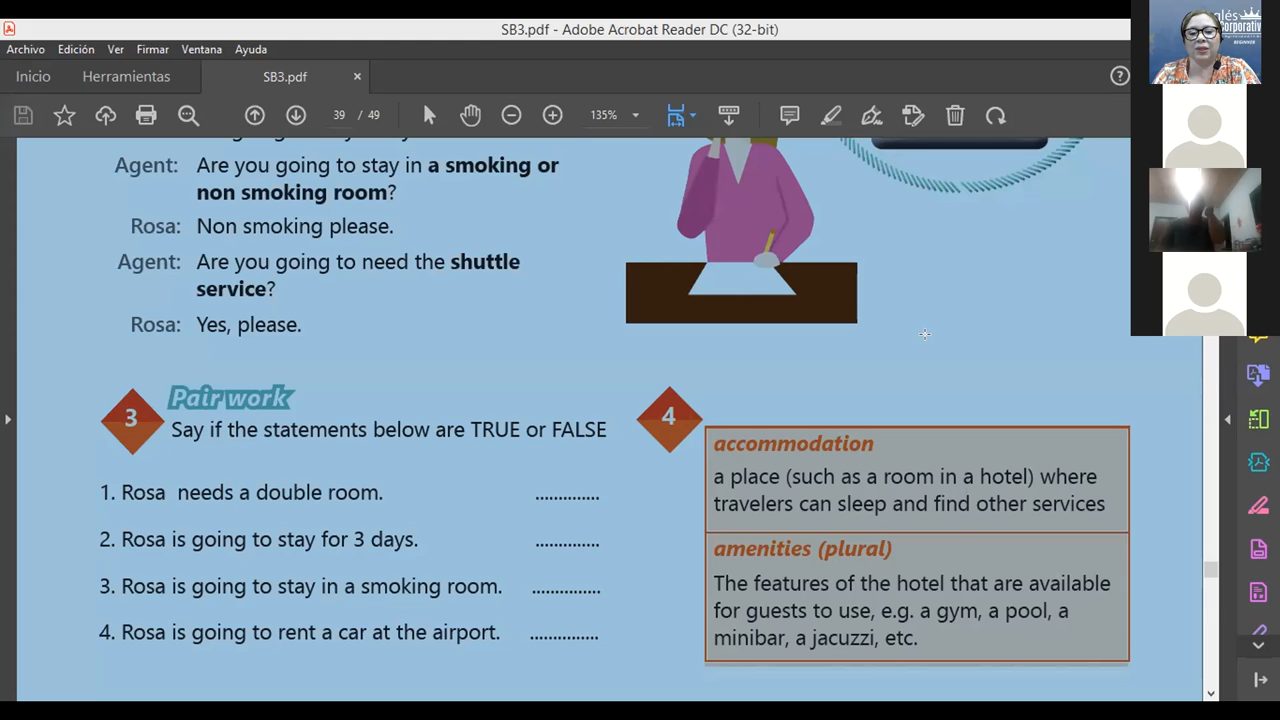 SB3.pdf - Adobe Acrobat Reader DC (32-bit)
Archivo Edición Ver Firmar Ventana Ayuda
Inicio Herramientas SB3.pdf
39 / 49 135%
Agent: Are you going to stay in a smoking or
non smoking room?
Rosa: Non smoking please.
Agent: Are you going to need the shuttle
service?
Rosa: Yes, please.
3
Pair work
Say if the statements below are TRUE or FALSE
1. Rosa  needs a double room. ..............
2. Rosa is going to stay for 3 days. ..............
3. Rosa is going to stay in a smoking room. ...............
4. Rosa is going to rent a car at the airport. ...............
4
accommodation
a place (such as a room in a hotel) where
travelers can sleep and find other services
amenities (plural)
The features of the hotel that are available
for guests to use, e.g. a gym, a pool, a
minibar, a jacuzzi, etc.
BEGINNER